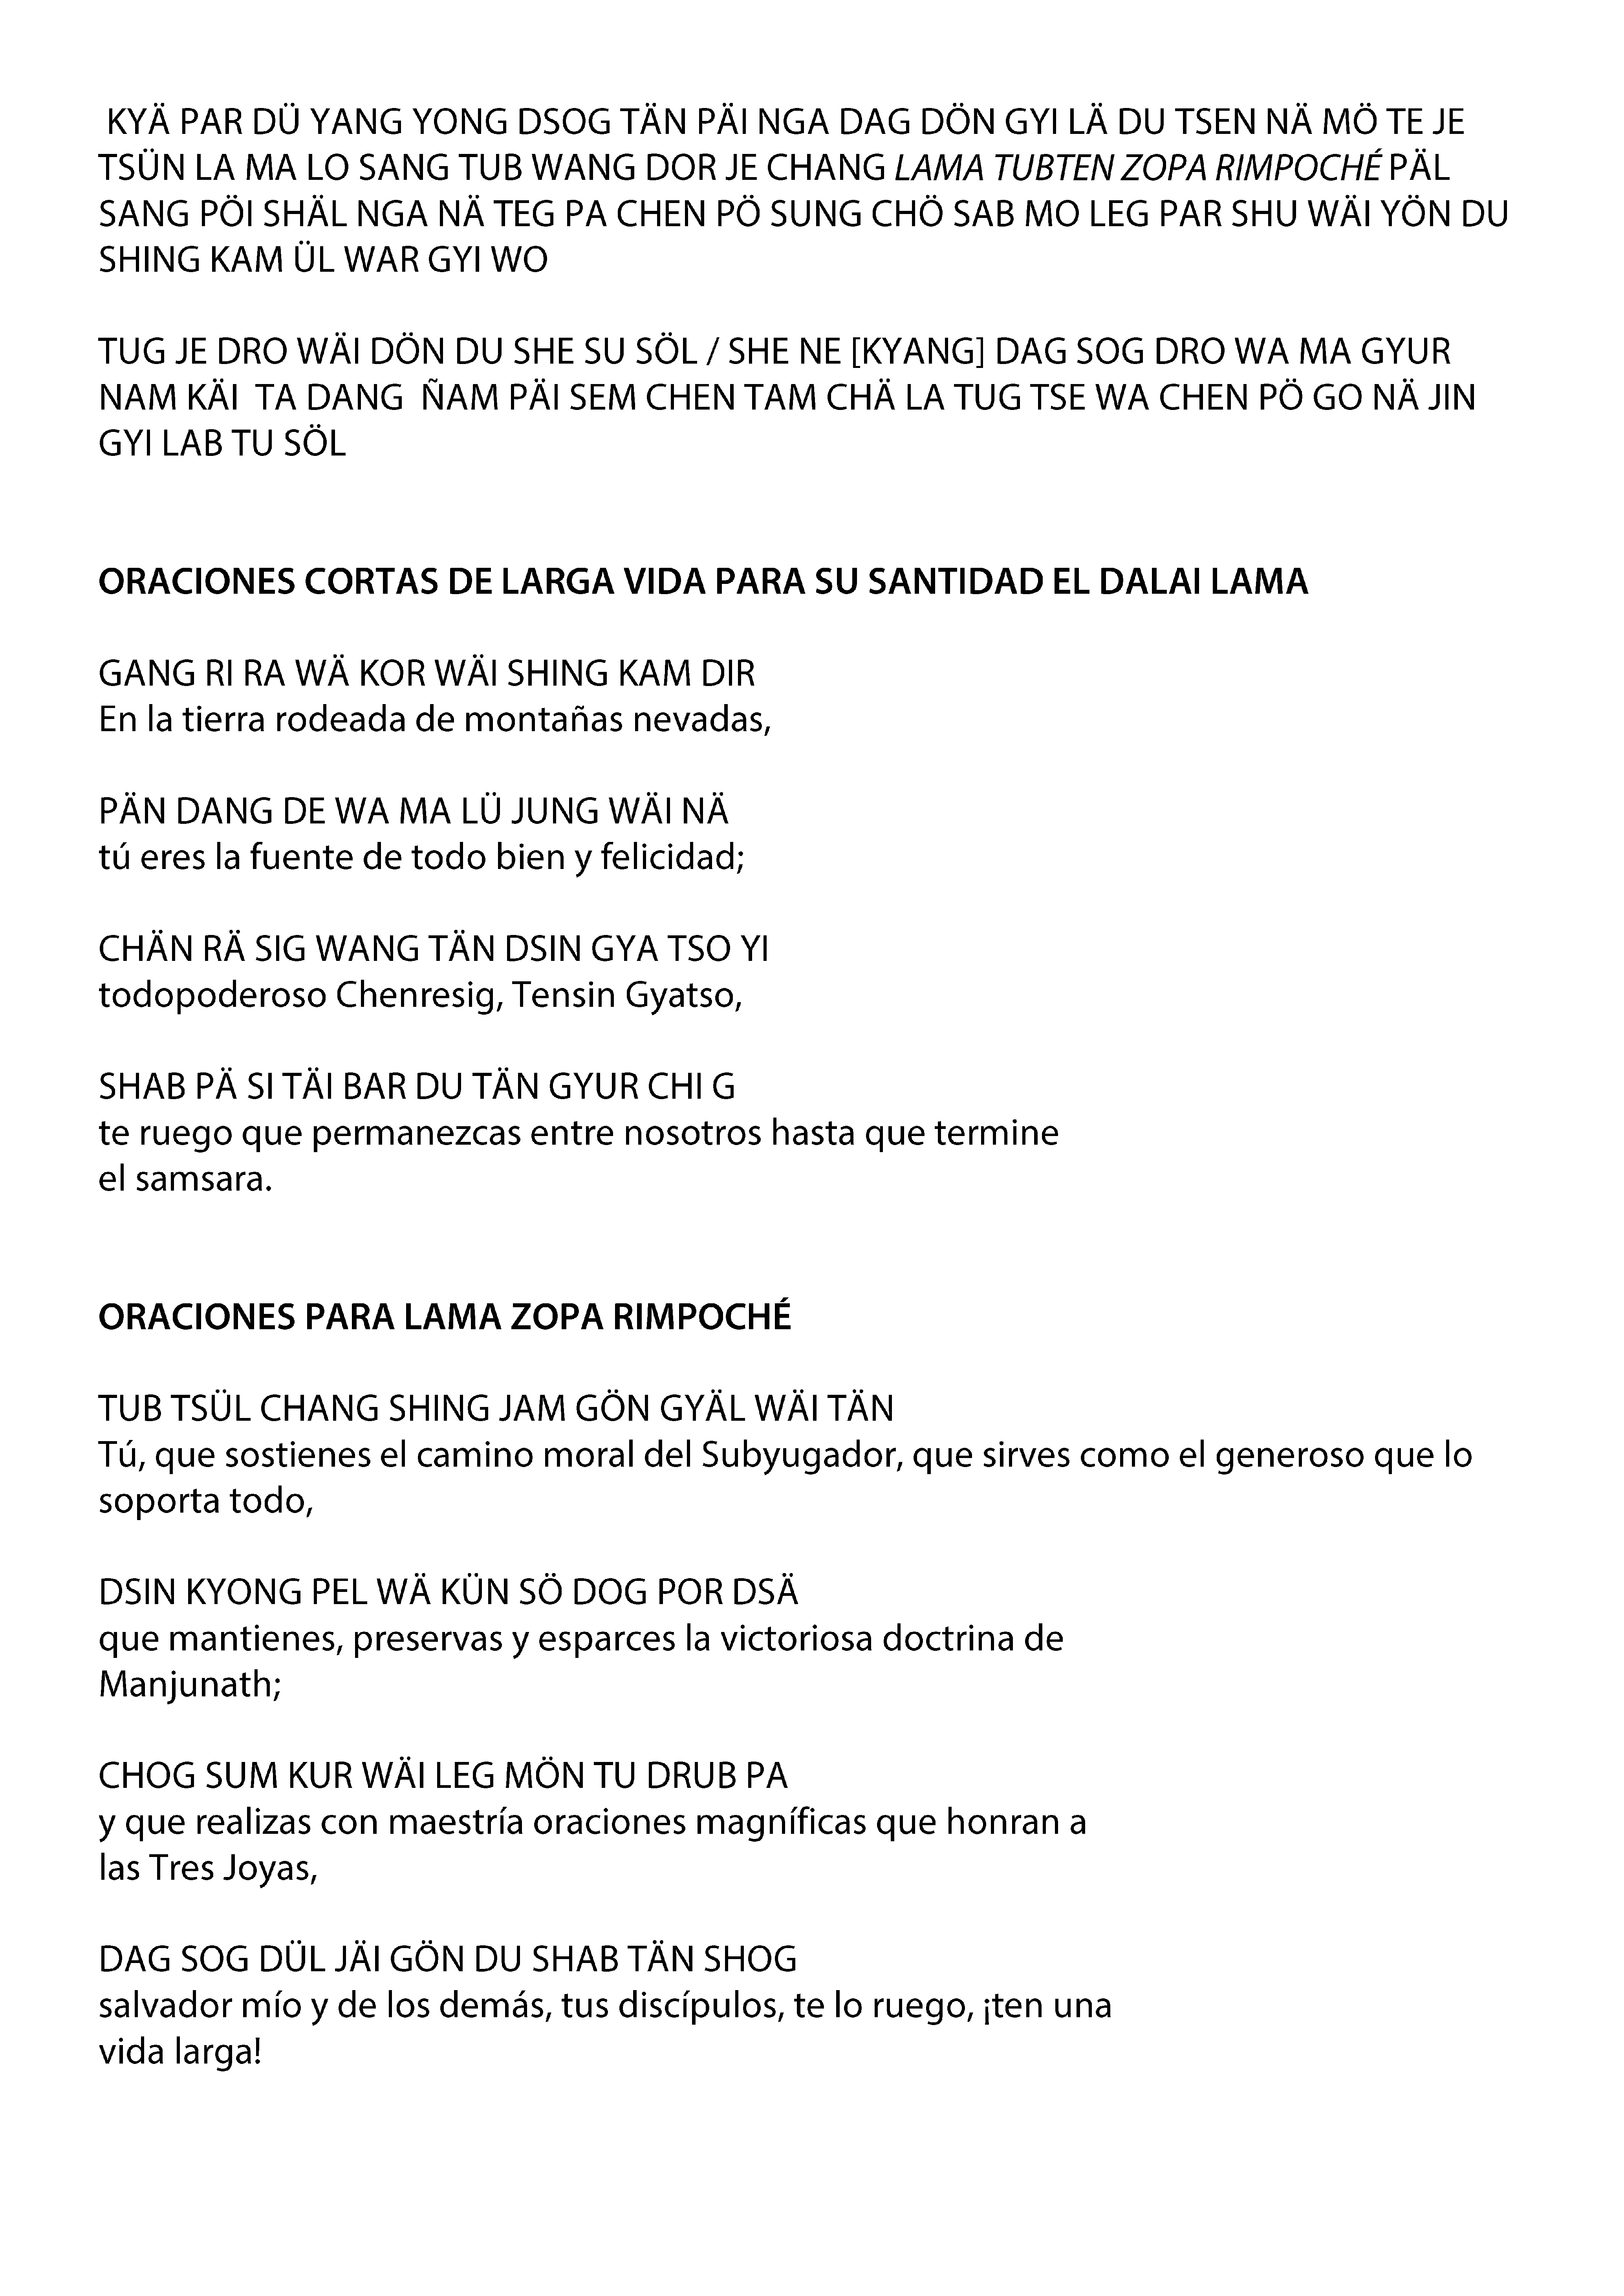 KYÄ PAR DÜ YANG YONG DSOG TÄN PÄI NGA DAG DÖN GYI LÄ DU TSEN NÄ MÖ TE JE
TSÜN LA MA LO SANG TUB WANG DOR JE CHANG LAMA TUBTEN ZOPA RIMPOCHÉ PÄL
SANG PÖI SHÄL NGA NÄ TEG PA CHEN PÖ SUNG CHÖ SAB MO LEG PAR SHU WÄI YÖN DU
SHING KAM ÜL WAR GYI WO
TUG JE DRO WÄI DÖN DU SHE SU SÖL / SHE NE [KYANG] DAG SOG DRO WA MA GYUR
NAM KÄI TA DANG ÑAM PÄI SEM CHEN TAM CHÄ LA TUG TSE WA CHEN PÖ GO NÄ JIN
GYI LAB TU SÖL
ORACIONES CORTAS DE LARGA VIDA PARA SU SANTIDAD EL DALAI LAMA
GANG RI RA WÄ KOR WÄI SHING KAM DIR
En la tierra rodeada de montañas nevadas,
PÄN DANG DE WA MA LÜ JUNG WÄI NÄ
tú eres la fuente de todo bien y felicidad;
CHÄN RÄ SIG WANG TÄN DSIN GYA TSO YI
todopoderoso Chenresig, Tensin Gyatso,
SHAB PÄ SI TÄI BAR DU TÄN GYUR CHI G
te ruego que permanezcas entre nosotros hasta que termine
el samsara.
ORACIONES PARA LAMA ZOPA RIMPOCHÉ
TUB TSÜL CHANG SHING JAM GÖN GYÄL WÄI TÄN
Tú, que sostienes el camino moral del Subyugador, que sirves como el generoso que lo
soporta todo,
DSIN KYONG PEL WÄ KÜN SÖ DOG POR DSÄ
que mantienes, preservas y esparces la victoriosa doctrina de
Manjunath;
CHOG SUM KUR WÄI LEG MÖN TU DRUB PA
y que realizas con maestría oraciones magníficas que honran a
las Tres Joyas,
DAG SOG DÜL JÄI GÖN DU SHAB TÄN SHOG
salvador mío y de los demás, tus discípulos, te lo ruego, ¡ten una
vida larga!